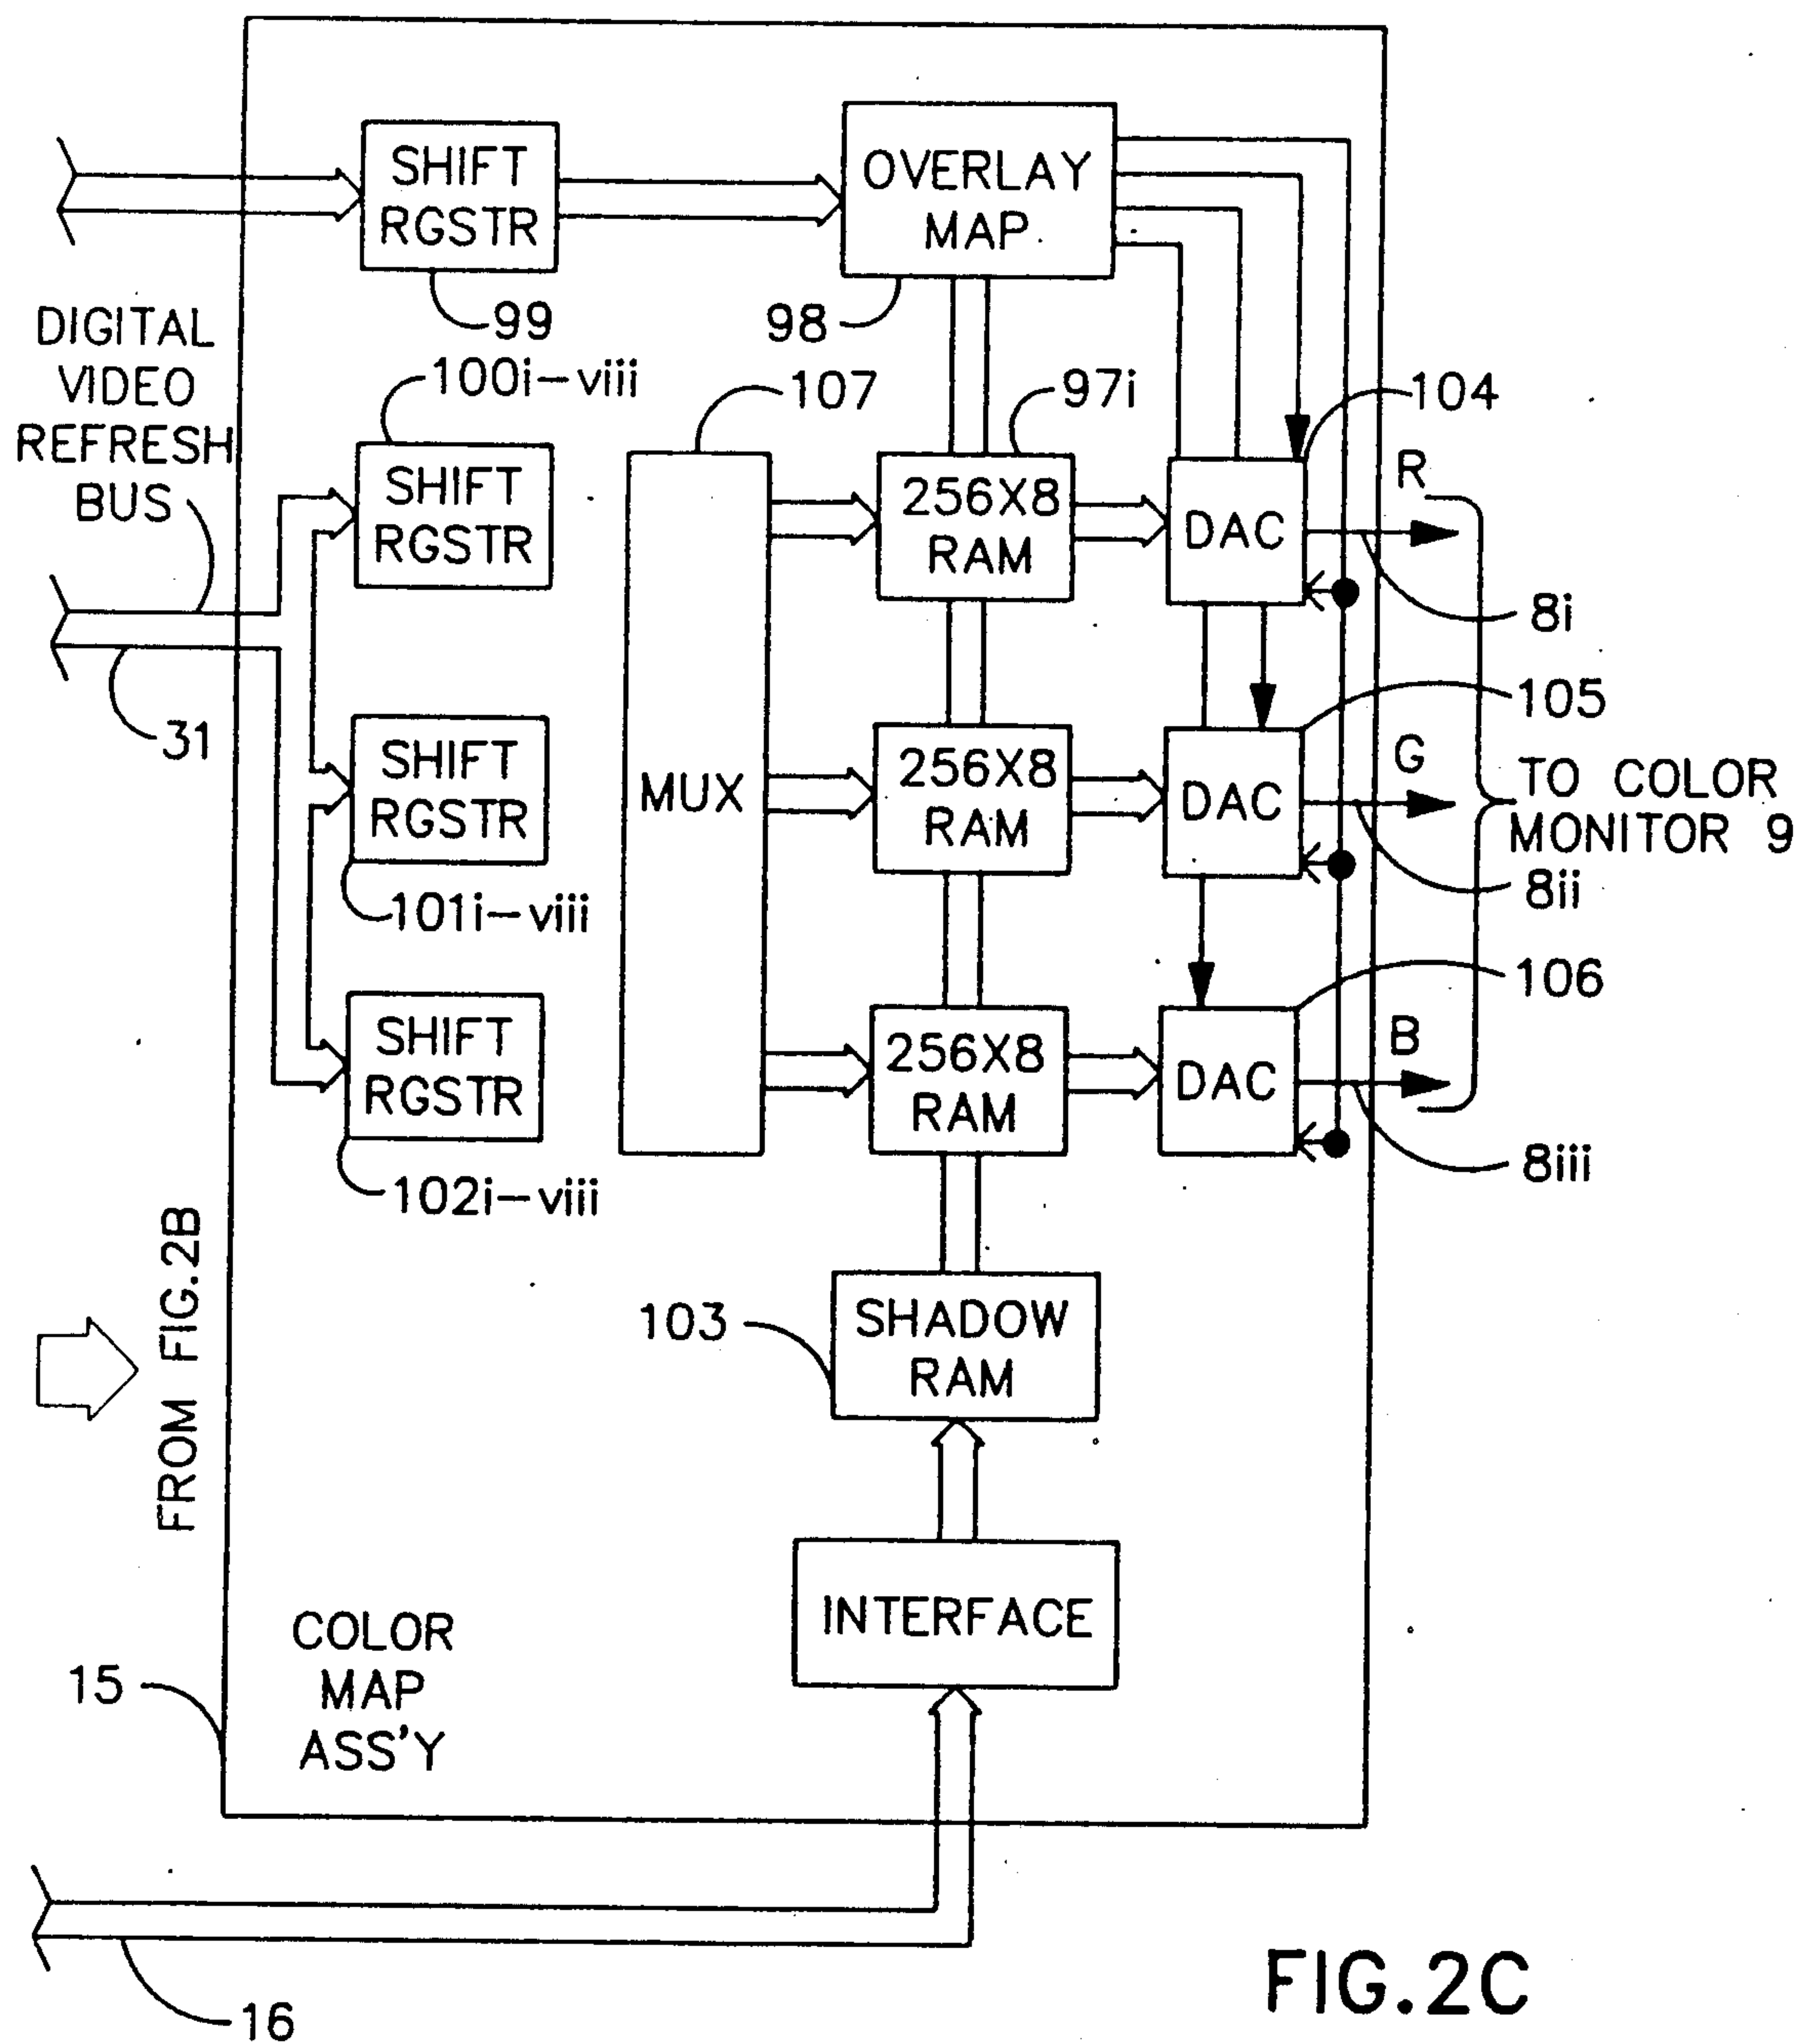 SHIFT
RGSTR
99
OVERLAY
MAP
98
DIGITAL
VIDEO
REFRESH
BUS
31
100i-viii
SHIFT
RGSTR
SHIFT
RGSTR
101i-viii
SHIFT
RGSTR
102i-viii
107
MUX
97i
256X8
RAM
256X8
RAM
256X8
RAM
104
DAC
R
8i
105
DAC
G
8ii
106
DAC
B
8iii
TO COLOR
MONITOR 9
103
SHADOW
RAM
INTERFACE
FROM FIG.2B
15
COLOR
MAP
ASS'Y
16
FIG.2C